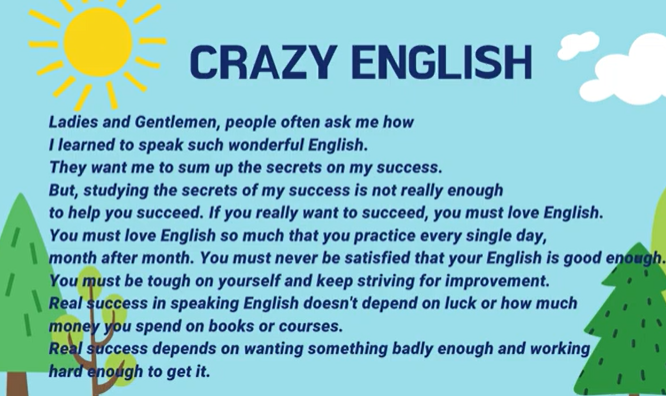 CRAZY ENGLISH
Ladies and Gentlemen, people often ask me how
I learned to speak such wonderful English.
They want me to sum up the secrets on my success.
But, studying the secrets of my success is not really enough
to help you succeed. If you really want to succeed, you must love English.
You must love English so much that you practice every single day,
month after month. You must never be satisfied that your English is good enough.
You must be tough on yourself and keep striving for improvement.
Real success in speaking English doesn't depend on luck or how much
money you spend on books or courses.
Real success depends on wanting something badly enough and working
hard enough to get it.